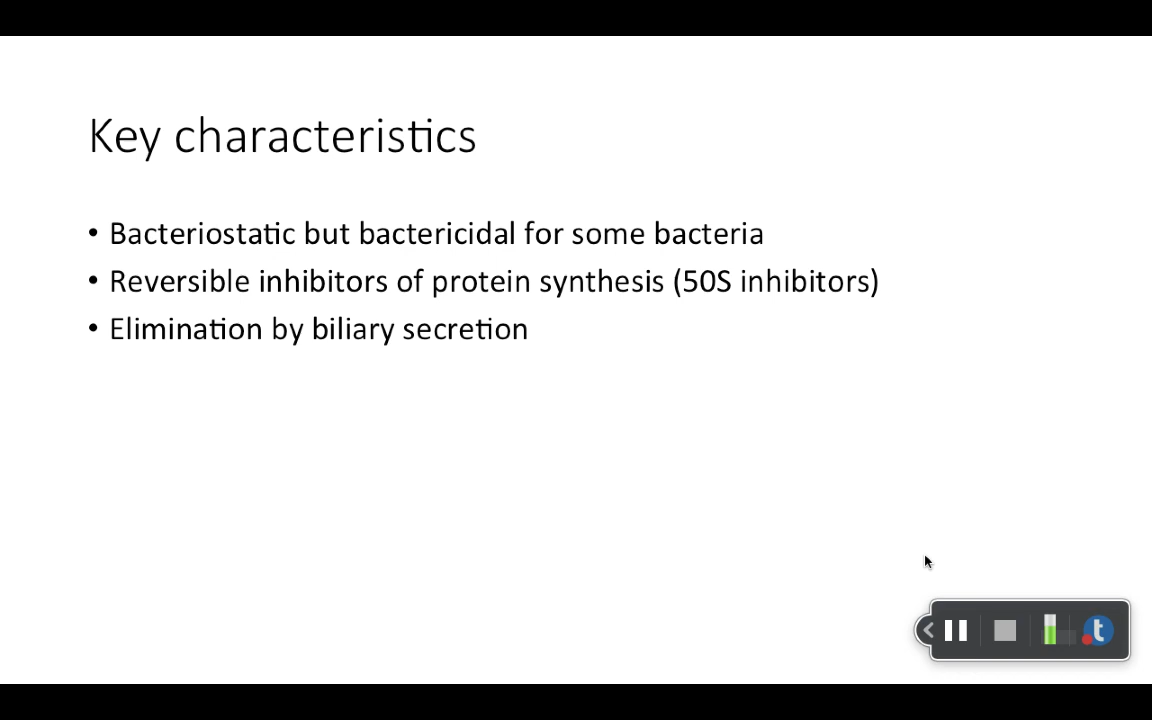 Key characteristics
• Bacteriostatic but bactericidal for some bacteria
• Reversible inhibitors of protein synthesis (50S inhibitors)
• Elimination by biliary secretion
t